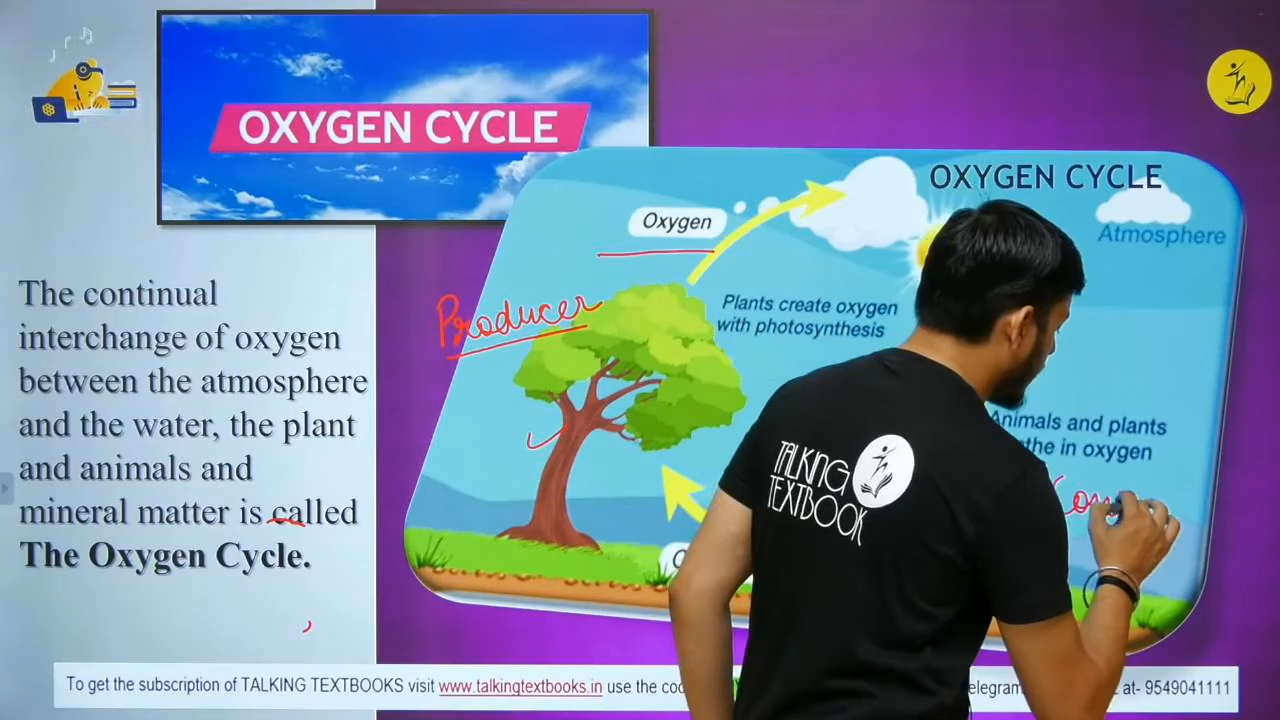 OXYGEN CYCLE
OXYGEN CYCLE
Oxygen
Atmosphere
Producer
Plants create oxygen
with photosynthesis
The continual
interchange of oxygen
between the atmosphere
and the water, the plant
and animals and
mineral matter is called
The Oxygen Cycle.
Animals and plants
in oxygen
TALKING
TEXTBOOK
To get the subscription of TALKING TEXTBOOKS visit www.talkingtextbooks.in use the
at- 9549041111